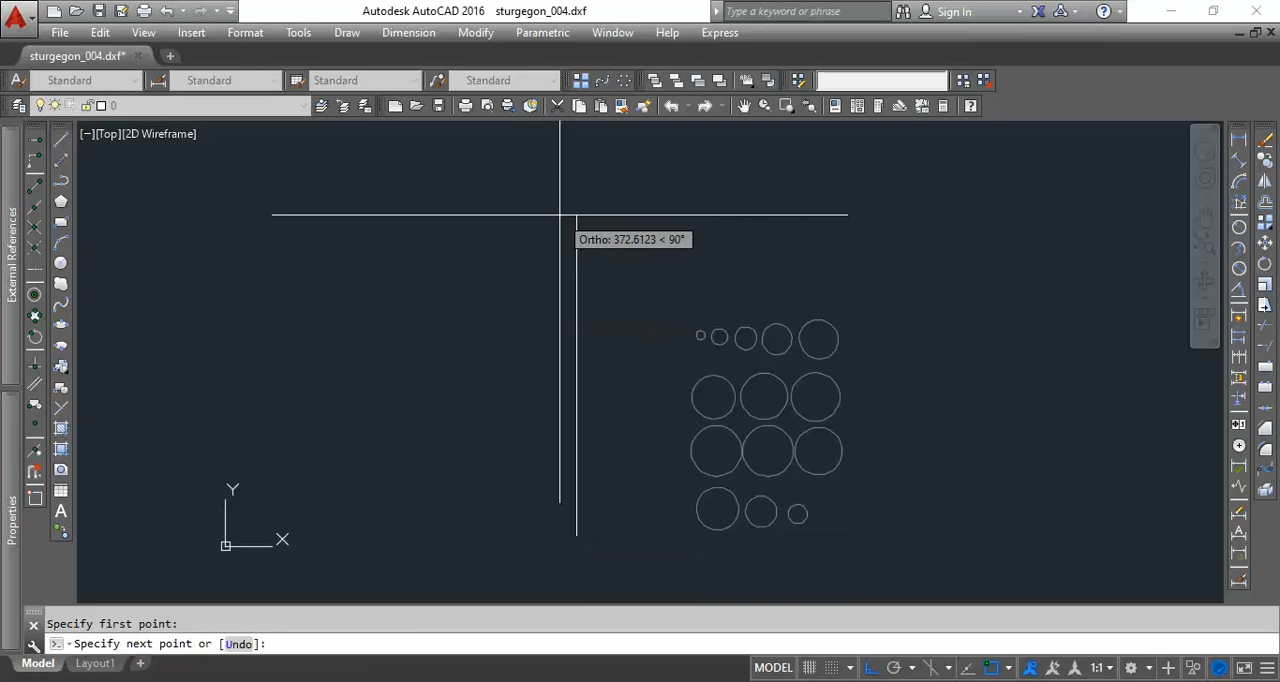 Autodesk AutoCAD 2016 sturgegon_004.dxf
Type a keyword or phrase
Sign In
File Edit View Insert Format Tools Draw Dimension Modify Parametric Window Help Express
sturgegon_004.dxf*
Standard Standard Standard Standard
0
[−][Top][2D Wireframe]
External References
Ortho: 372.6123 < 90°
Y
X
Properties
Specify first point:
Specify next point or [Undo]:
Model Layout1
MODEL 1:1